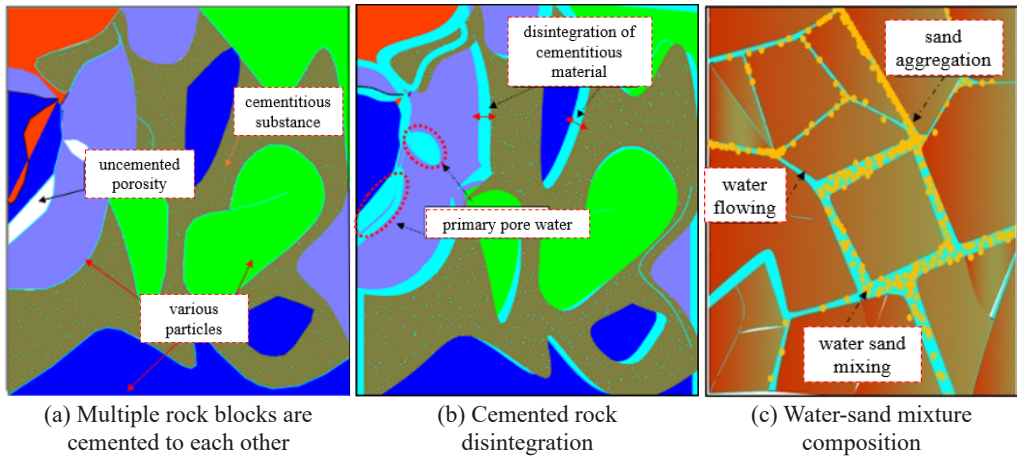 cementitious
substance
uncemented
porosity
various
particles
(a) Multiple rock blocks are
cemented to each other
disintegration of
cementitious
material
primary pore water
(b) Cemented rock
disintegration
sand
aggregation
water
flowing
water sand
mixing
(c) Water-sand mixture
composition